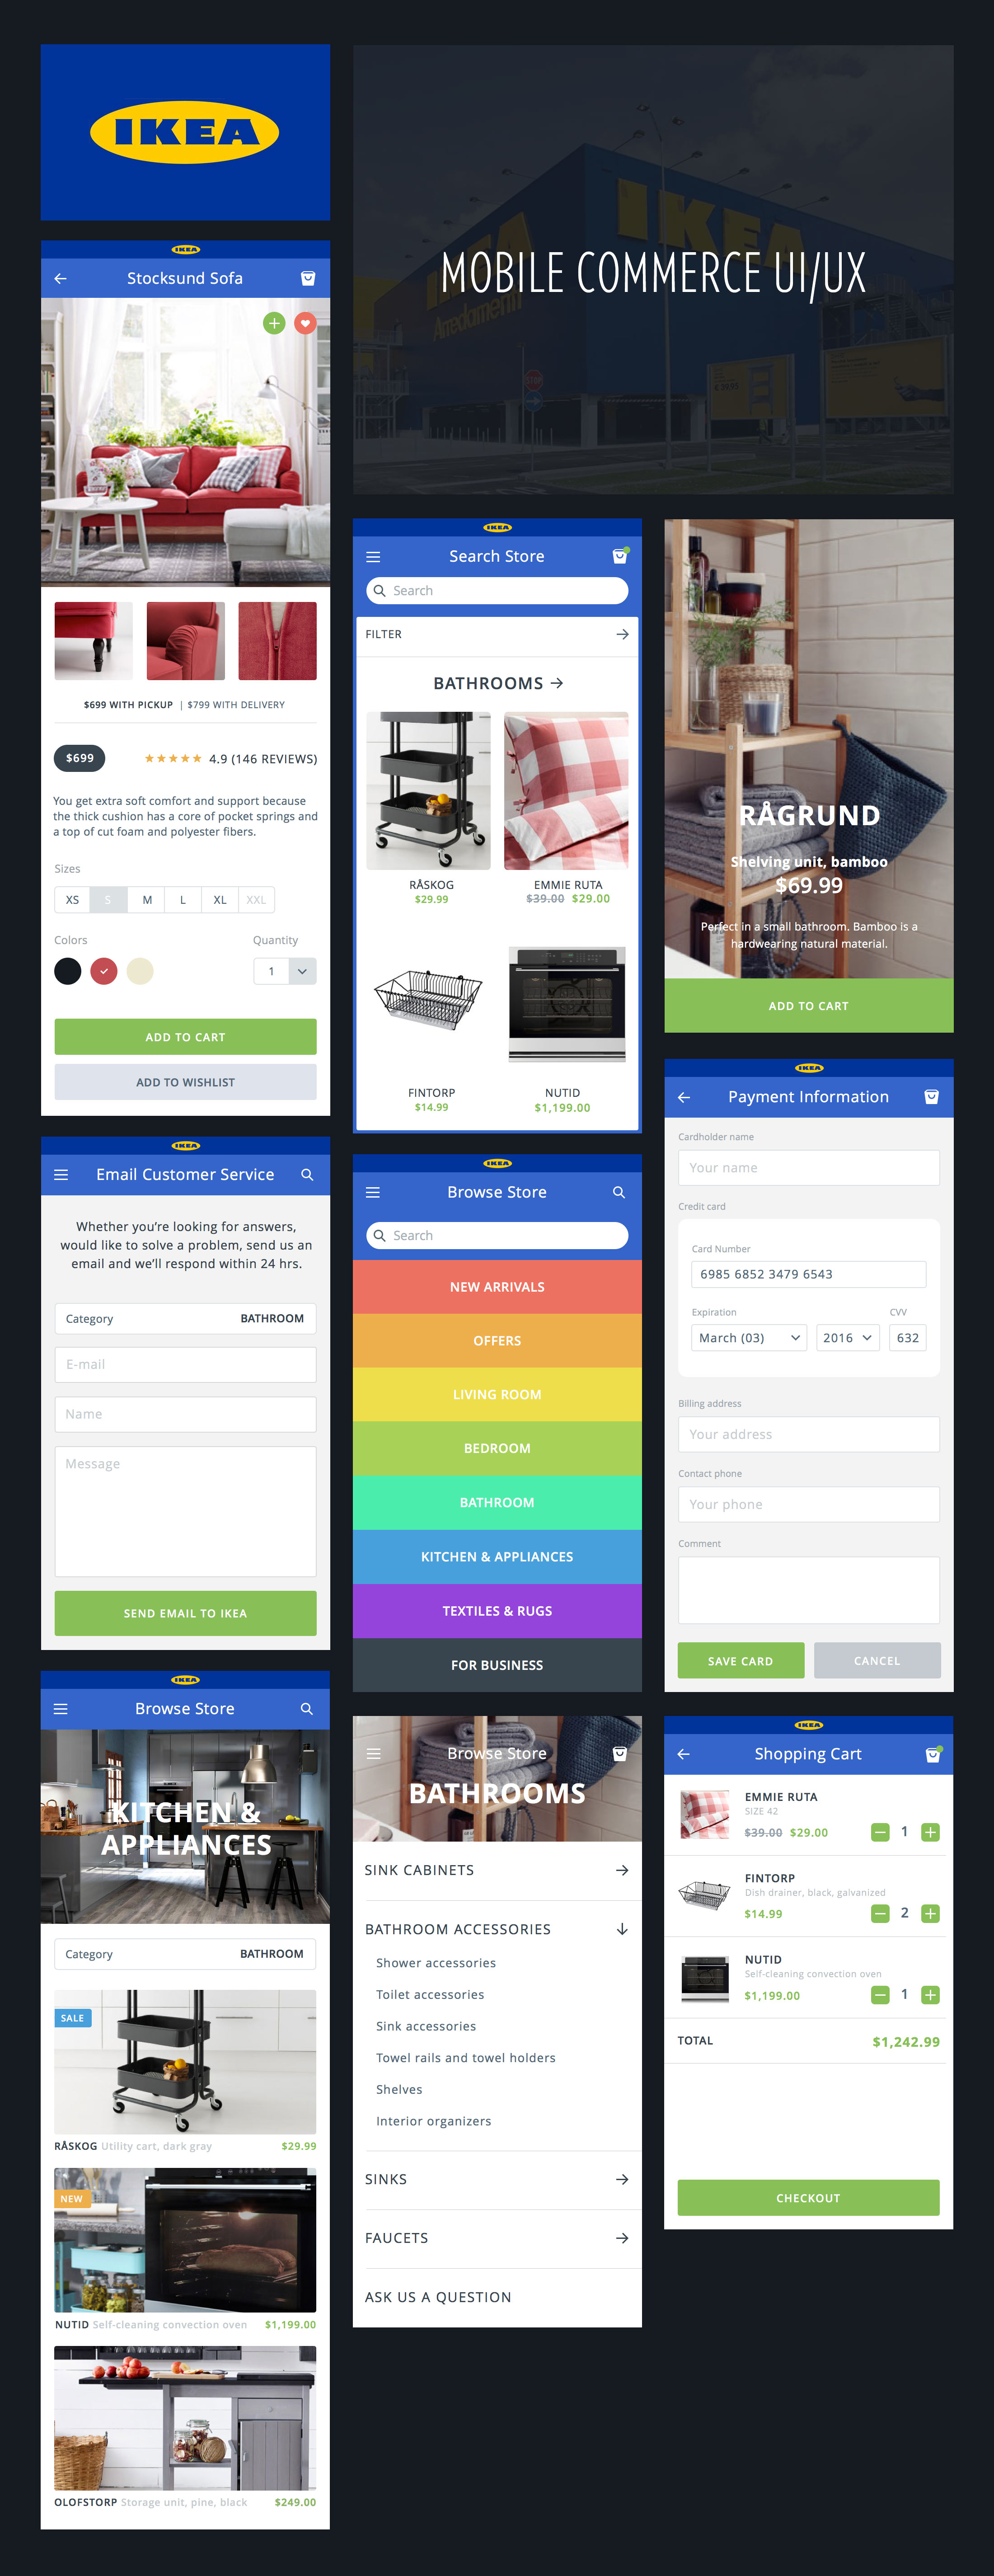 IKEA
IKEA
IKEA
Arredamenti
STOP
MOBILE COMMERCE UI/UX
IKEA
Stocksund Sofa
$699 WITH PICKUP | $799 WITH DELIVERY
$699
4.9 (146 REVIEWS)
You get extra soft comfort and support because
the thick cushion has a core of pocket springs and
a top of cut foam and polyester fibers.
Sizes
XS S M L XL XXL
Colors
Quantity
1
ADD TO CART
ADD TO WISHLIST
IKEA
Search Store
Search
FILTER
BATHROOMS
RÅSKOG
$29.99
EMMIE RUTA
$39.00 $29.00
FINTORP
$14.99
NUTID
$1,199.00
RÅGRUND
Shelving unit, bamboo
$69.99
Perfect in a small bathroom. Bamboo is a
hardwearing natural material.
ADD TO CART
IKEA
Email Customer Service
Whether you’re looking for answers,
would like to solve a problem, send us an
email and we’ll respond within 24 hrs.
Category BATHROOM
E-mail
Name
Message
SEND EMAIL TO IKEA
IKEA
Browse Store
Search
NEW ARRIVALS
OFFERS
LIVING ROOM
BEDROOM
BATHROOM
KITCHEN & APPLIANCES
TEXTILES & RUGS
FOR BUSINESS
IKEA
Payment Information
Cardholder name
Your name
Credit card
Card Number
6985 6852 3479 6543
Expiration
CVV
March (03) 2016 632
Billing address
Your address
Contact phone
Your phone
Comment
SAVE CARD
CANCEL
IKEA
Browse Store
KITCHEN &
APPLIANCES
Category BATHROOM
SALE
RÅSKOG Utility cart, dark gray $29.99
NEW
NUTID Self-cleaning convection oven $1,199.00
OLOFSTORP Storage unit, pine, black $249.00
Browse Store
BATHROOMS
SINK CABINETS
BATHROOM ACCESSORIES
Shower accessories
Toilet accessories
Sink accessories
Towel rails and towel holders
Shelves
Interior organizers
SINKS
FAUCETS
ASK US A QUESTION
IKEA
Shopping Cart
EMMIE RUTA
SIZE 42
$39.00 $29.00
1
FINTORP
Dish drainer, black, galvanized
$14.99
2
NUTID
Self-cleaning convection oven
$1,199.00
1
TOTAL $1,242.99
CHECKOUT